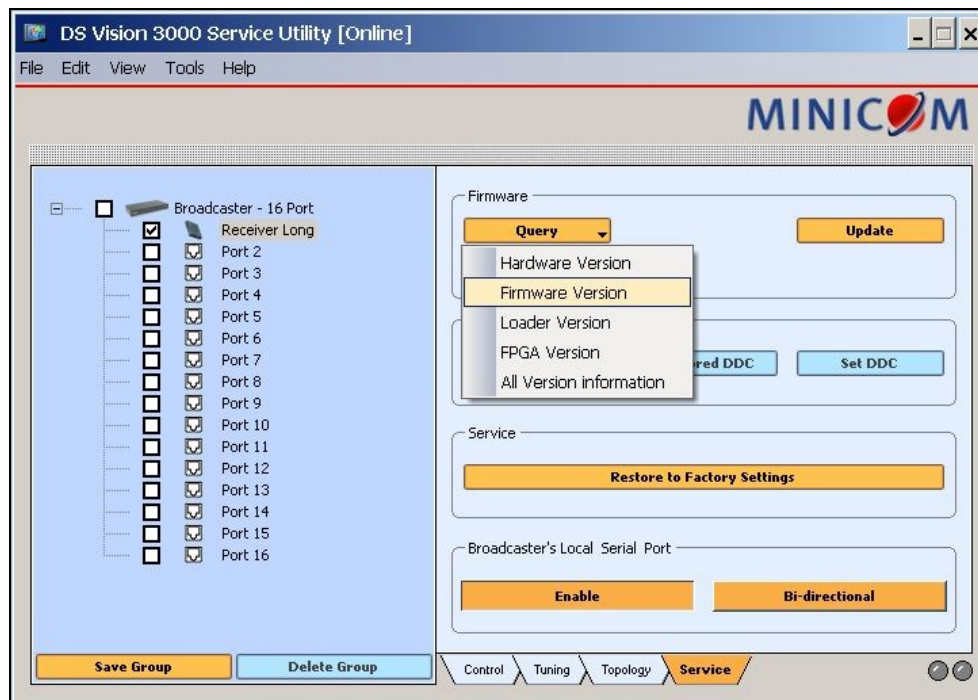 DS Vision 3000 Service Utility [Online]
File Edit View Tools Help
MINICOM
Broadcaster - 16 Port
Receiver Long
Port 2
Port 3
Port 4
Port 5
Port 6
Port 7
Port 8
Port 9
Port 10
Port 11
Port 12
Port 13
Port 14
Port 15
Port 16
Save Group Delete Group
Firmware
Query Update
Hardware Version
Firmware Version
Loader Version
FPGA Version
All Version information
DDC Set DDC
Service
Restore to Factory Settings
Broadcaster's Local Serial Port
Enable Bi-directional
Control Tuning Topology Service